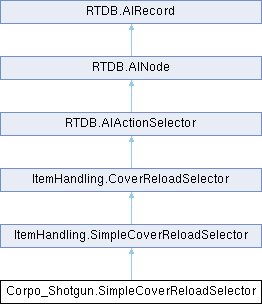 RTDB.AIRecord
RTDB.AINode
RTDB.AIActionSelector
ItemHandling.CoverReloadSelector
ItemHandling.SimpleCoverReloadSelector
Corpo_Shotgun.SimpleCoverReloadSelector